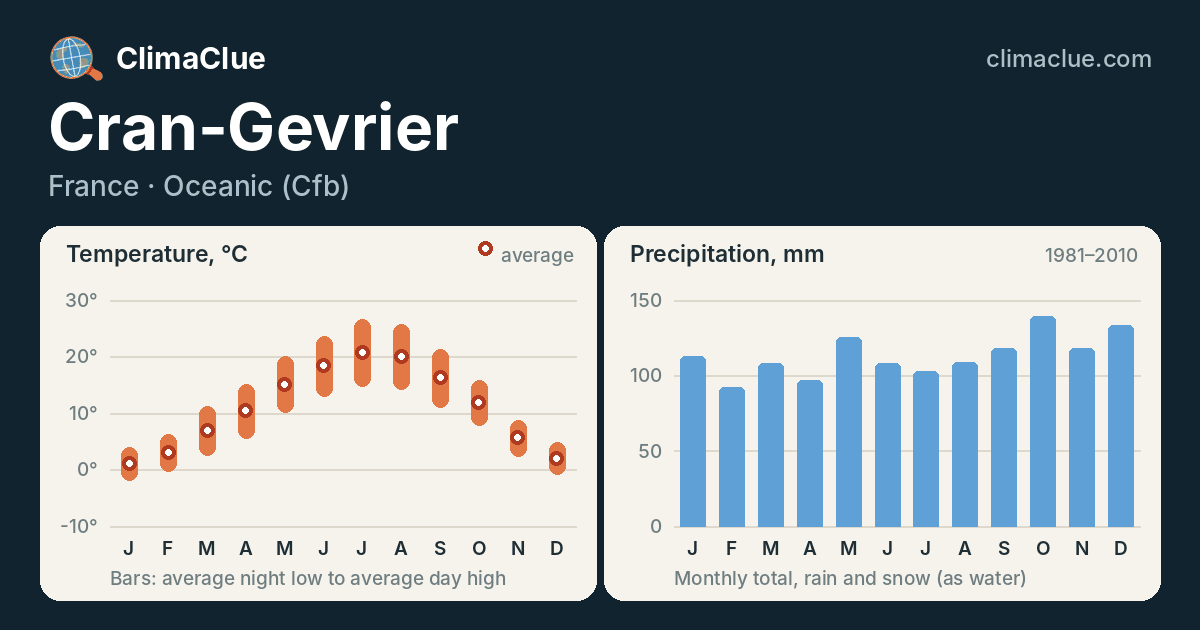 ClimaClue
climaclue.com
Cran-Gevrier
France · Oceanic (Cfb)
Temperature, °C
average
30°
20°
10°
0°
-10°
J F M A M J J A S O N D
Bars: average night low to average day high
Precipitation, mm
1981–2010
150
100
50
0
J F M A M J J A S O N D
Monthly total, rain and snow (as water)